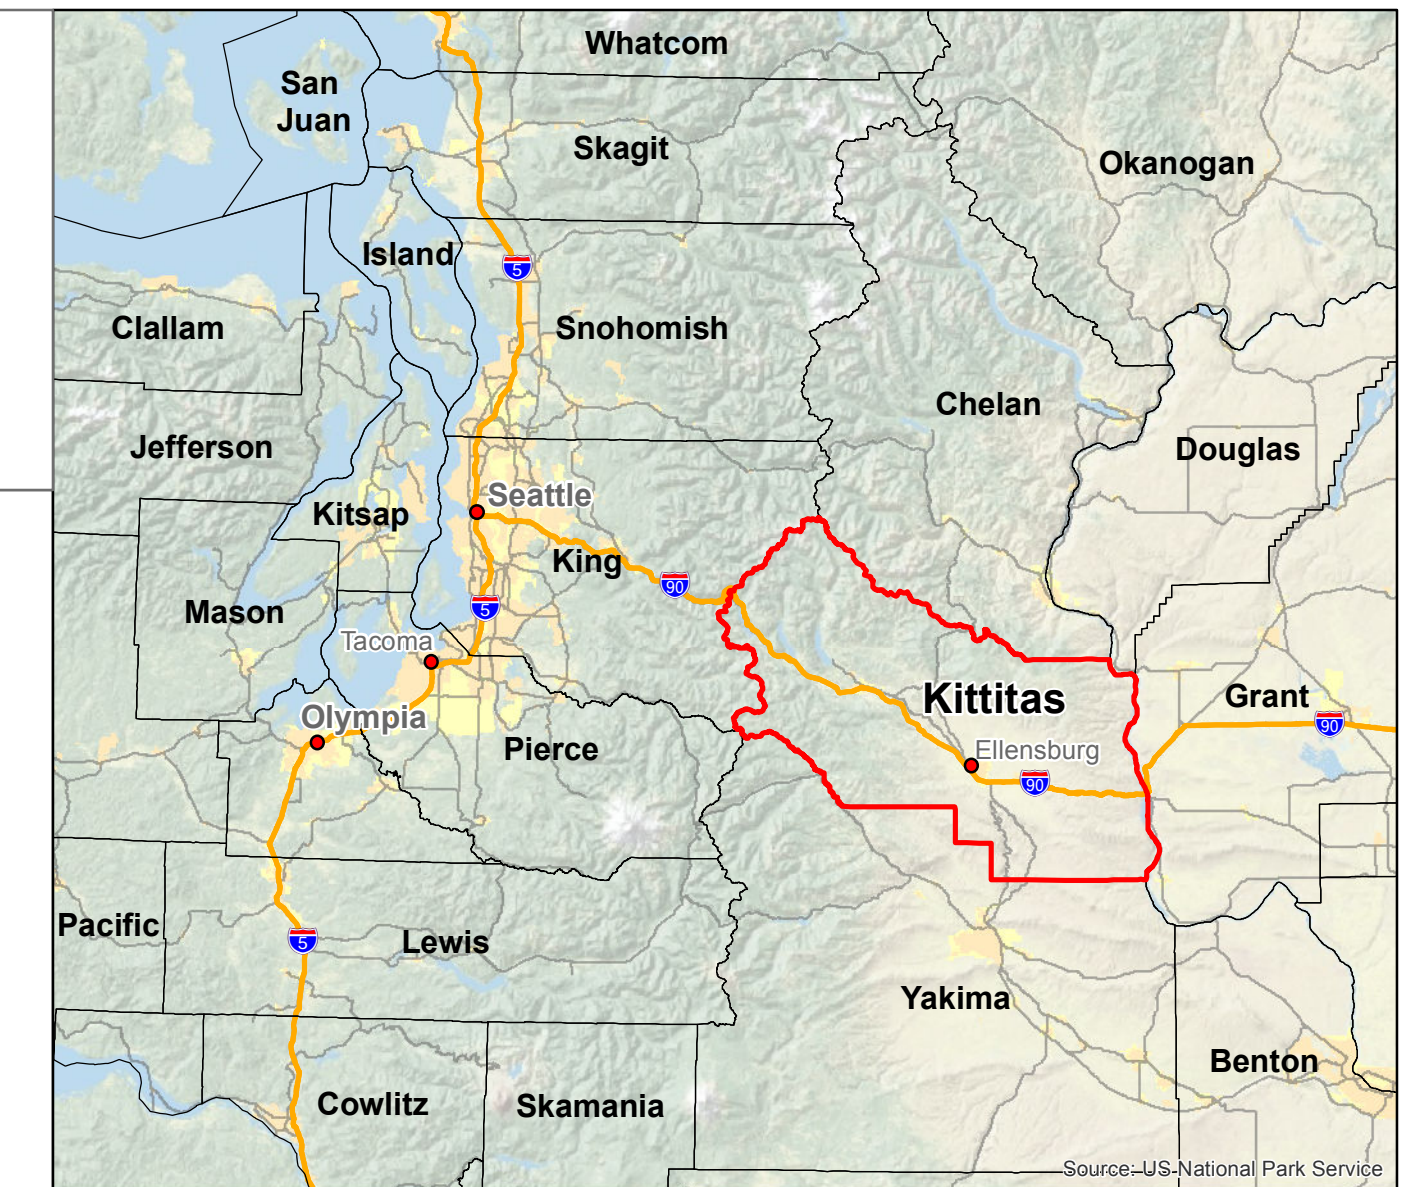 Whatcom
San
Juan
Skagit
Okanogan
Island
5
Clallam
Snohomish
Chelan
Jefferson
Douglas
Seattle
Kitsap
King
90
5
Mason
Tacoma
Kittitas
Grant
Olympia
90
Pierce
Ellensburg
90
Pacific
5
Lewis
Yakima
Benton
Cowlitz
Skamania
Source: US National Park Service